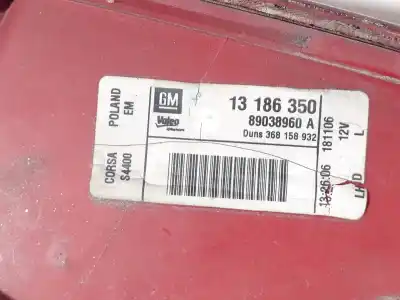 POLAND
EM
CORSA
S4400
GM
Valeo
13 186 350
89038960 A
Duns 368 158 932
13:26:06
181106
12V
LHD
L